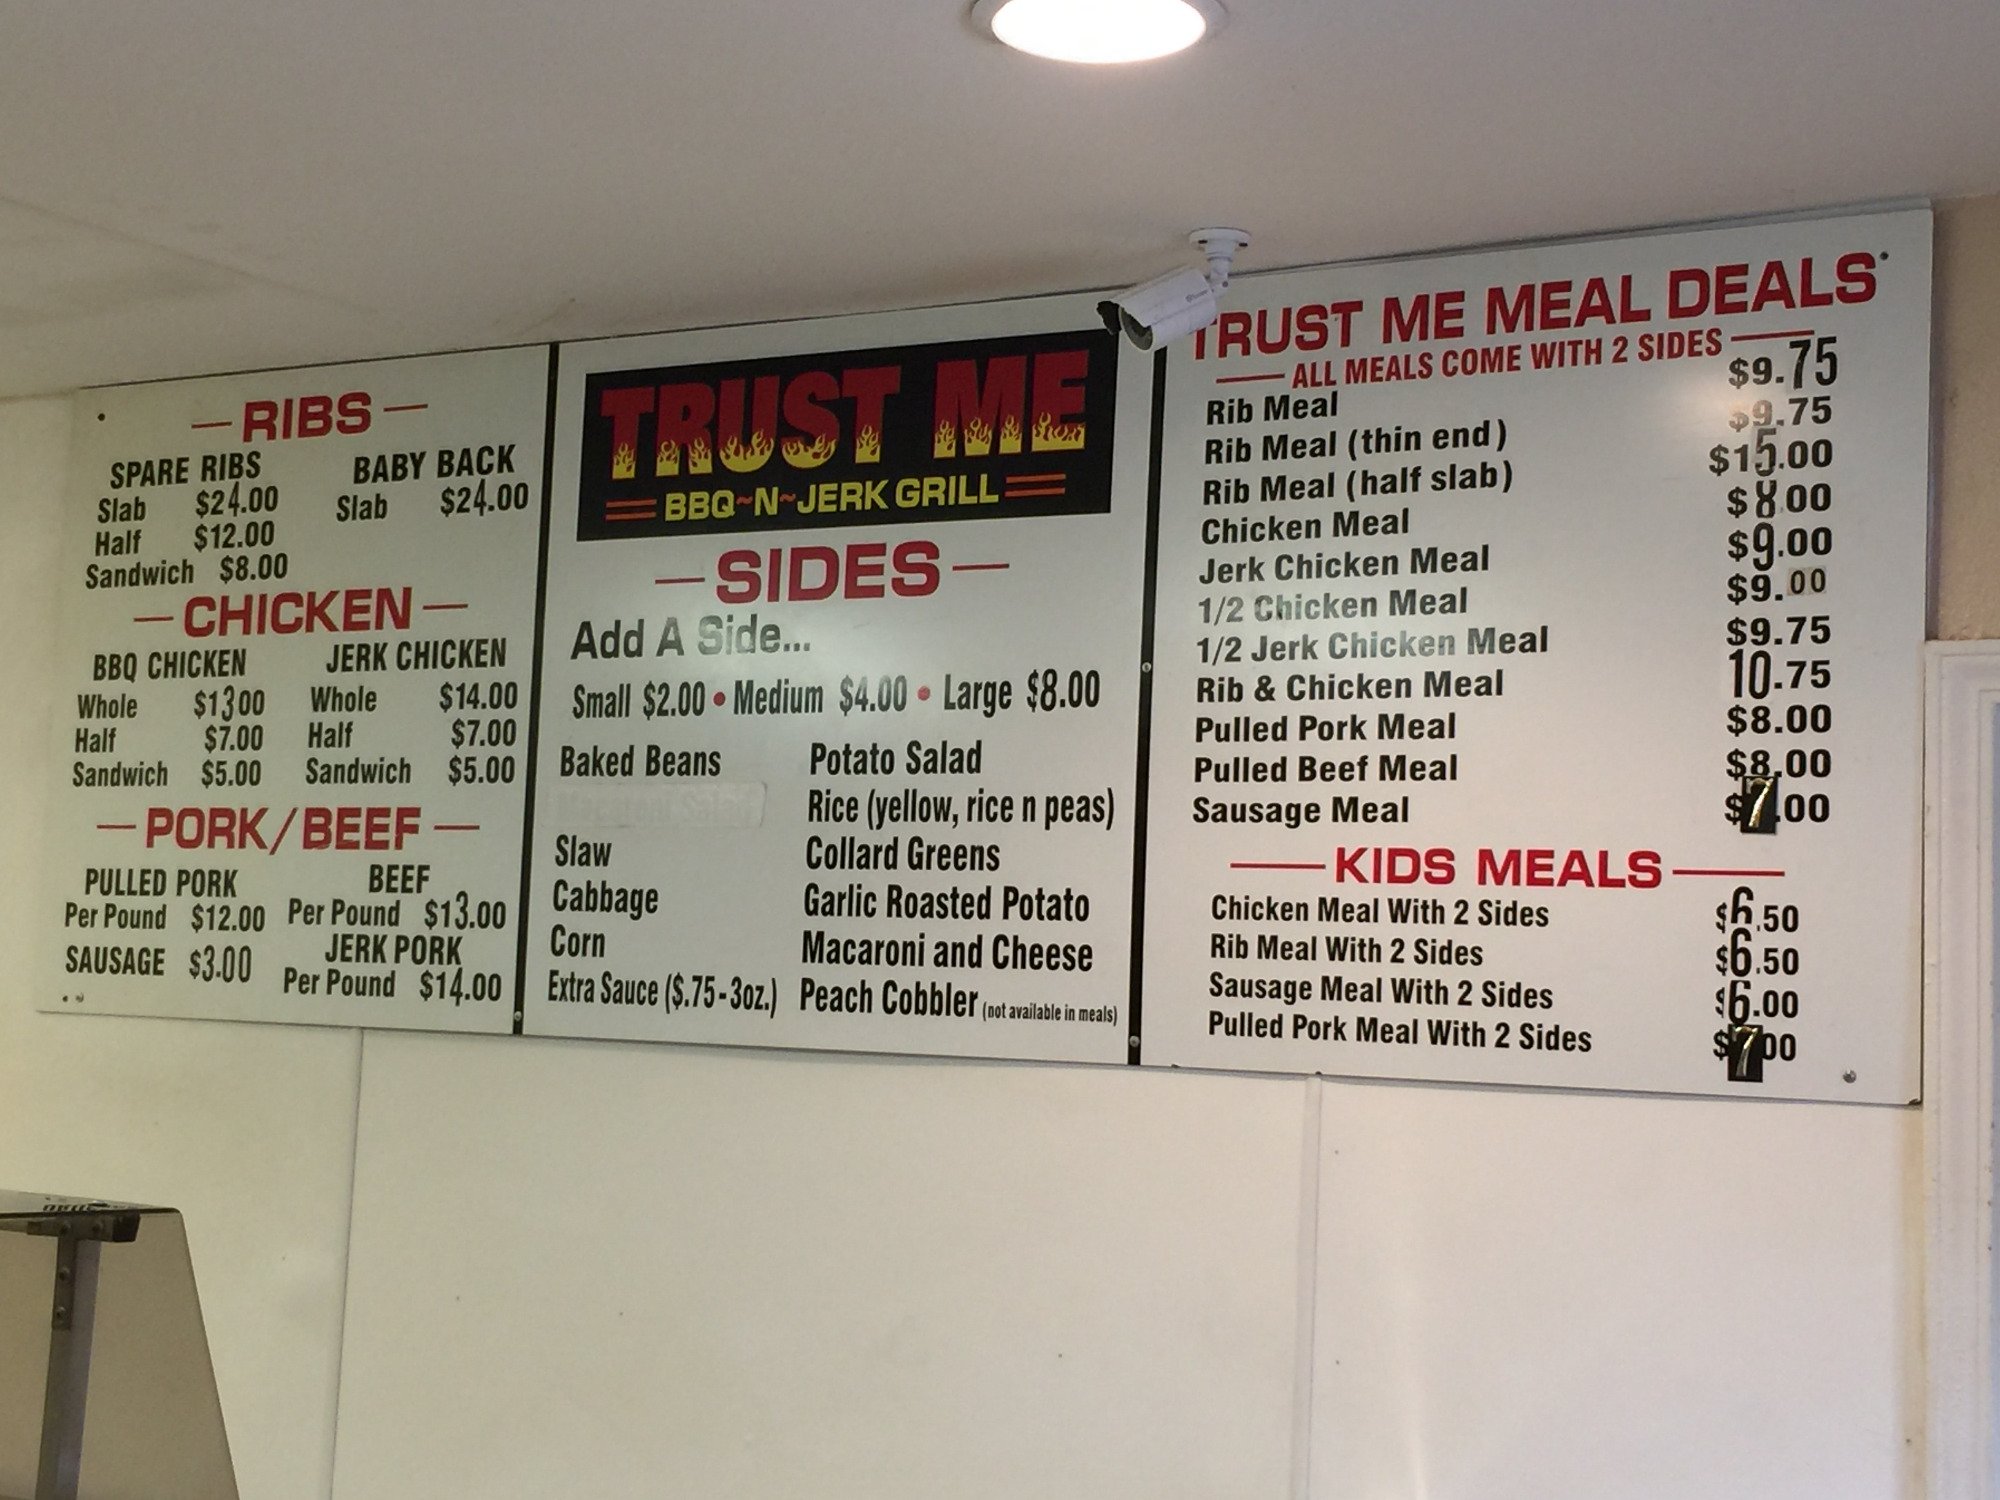 RIBS
SPARE RIBS
Slab $24.00
Half $12.00
Sandwich $8.00
BABY BACK
Slab $24.00
CHICKEN
BBQ CHICKEN
Whole $13 00
Half $7.00
Sandwich $5.00
JERK CHICKEN
Whole $14.00
Half $7.00
Sandwich $5.00
PORK/BEEF
PULLED PORK
Per Pound $12.00
SAUSAGE $3.00
BEEF
Per Pound $13.00
JERK PORK
Per Pound $14.00
TRUST ME
BBQ~N~JERK GRILL
SIDES
Add A Side...
Small $2.00 • Medium $4.00 • Large $8.00
Baked Beans
Slaw
Cabbage
Corn
Extra Sauce ($.75-3oz.)
Potato Salad
Rice (yellow, rice n peas)
Collard Greens
Garlic Roasted Potato
Macaroni and Cheese
Peach Cobbler (not available in meals)
TRUST ME MEAL DEALS
ALL MEALS COME WITH 2 SIDES
Rib Meal $9.75
Rib Meal (thin end) $9.75
Rib Meal (half slab) $15.00
Chicken Meal $8.00
Jerk Chicken Meal $9.00
1/2 Chicken Meal $9.00
1/2 Jerk Chicken Meal $9.75
Rib & Chicken Meal 10.75
Pulled Pork Meal $8.00
Pulled Beef Meal $8.00
Sausage Meal $7.00
KIDS MEALS
Chicken Meal With 2 Sides $6.50
Rib Meal With 2 Sides $6.50
Sausage Meal With 2 Sides $6.00
Pulled Pork Meal With 2 Sides $7.00